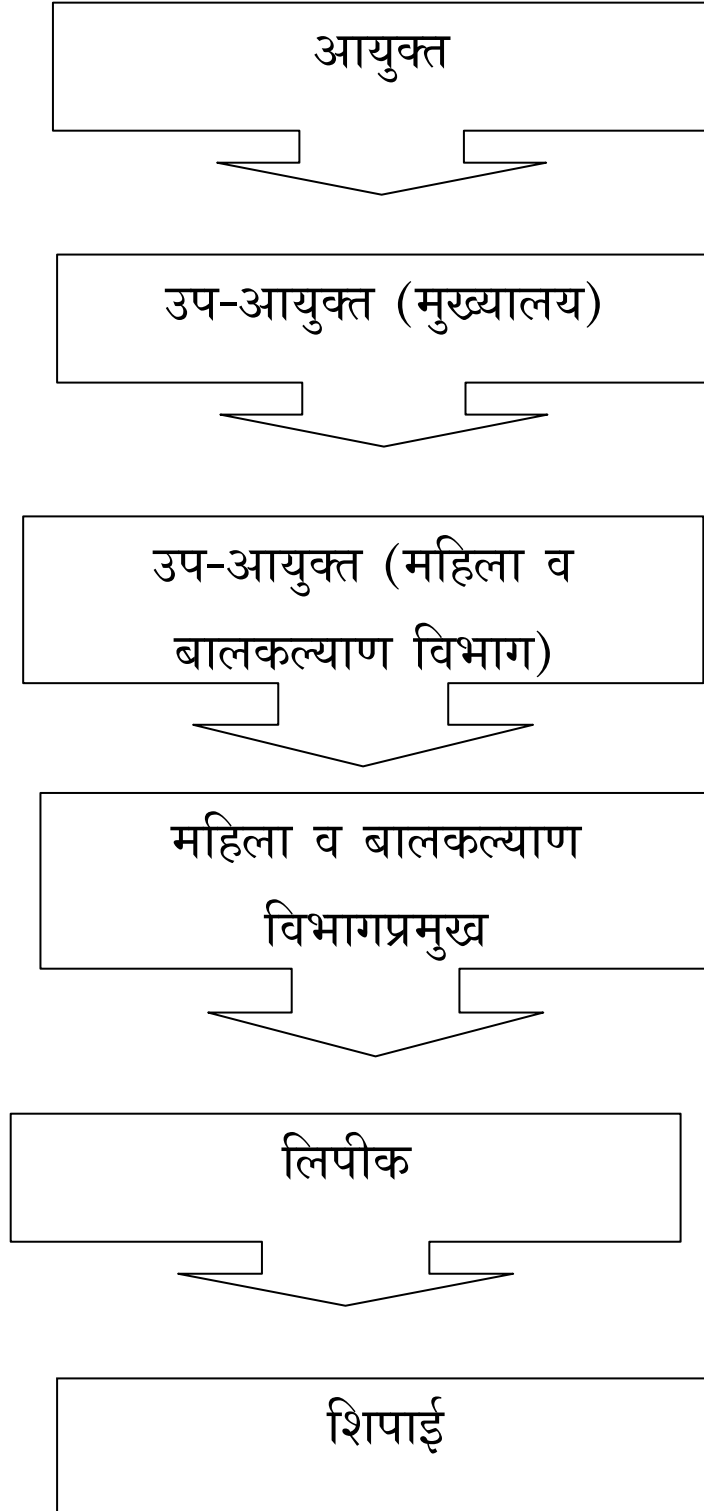 आयुक्त
उप-आयुक्त (मुख्यालय)
उप-आयुक्त (महिला व
बालकल्याण विभाग)
महिला व बालकल्याण
विभागप्रमुख
लिपीक
शिपाई